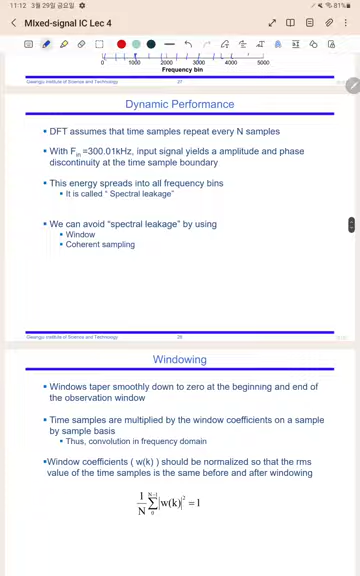 11:12 3월 29일 금요일
81%
MIxed-signal IC Lec 4
0 1000 2000 3000 4000 5000
Frequency bin
Gwangju Institute of Science and Technology 27
Dynamic Performance
DFT assumes that time samples repeat every N samples
With Fin=300.01kHz, input signal yields a amplitude and phase
discontinuity at the time sample boundary
This energy spreads into all frequency bins
It is called “ Spectral leakage”
We can avoid “spectral leakage” by using
Window
Coherent sampling
Gwangju Institute of Science and Technology 28
Windowing
Windows taper smoothly down to zero at the beginning and end of
the observation window
Time samples are multiplied by the window coefficients on a sample
by sample basis
Thus, convolution in frequency domain
Window coefficients ( w(k) ) should be normalized so that the rms
value of the time samples is the same before and after windowing
1/N ∑ 0 N-1 |w(k)|² = 1